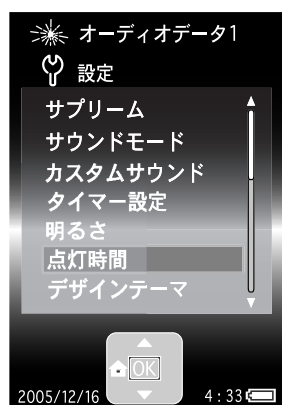 オーディオデータ1
設定
サプリーム
サウンドモード
カスタムサウンド
タイマー設定
明るさ
点灯時間
デザインテーマ
OK
2005/12/16 4:33